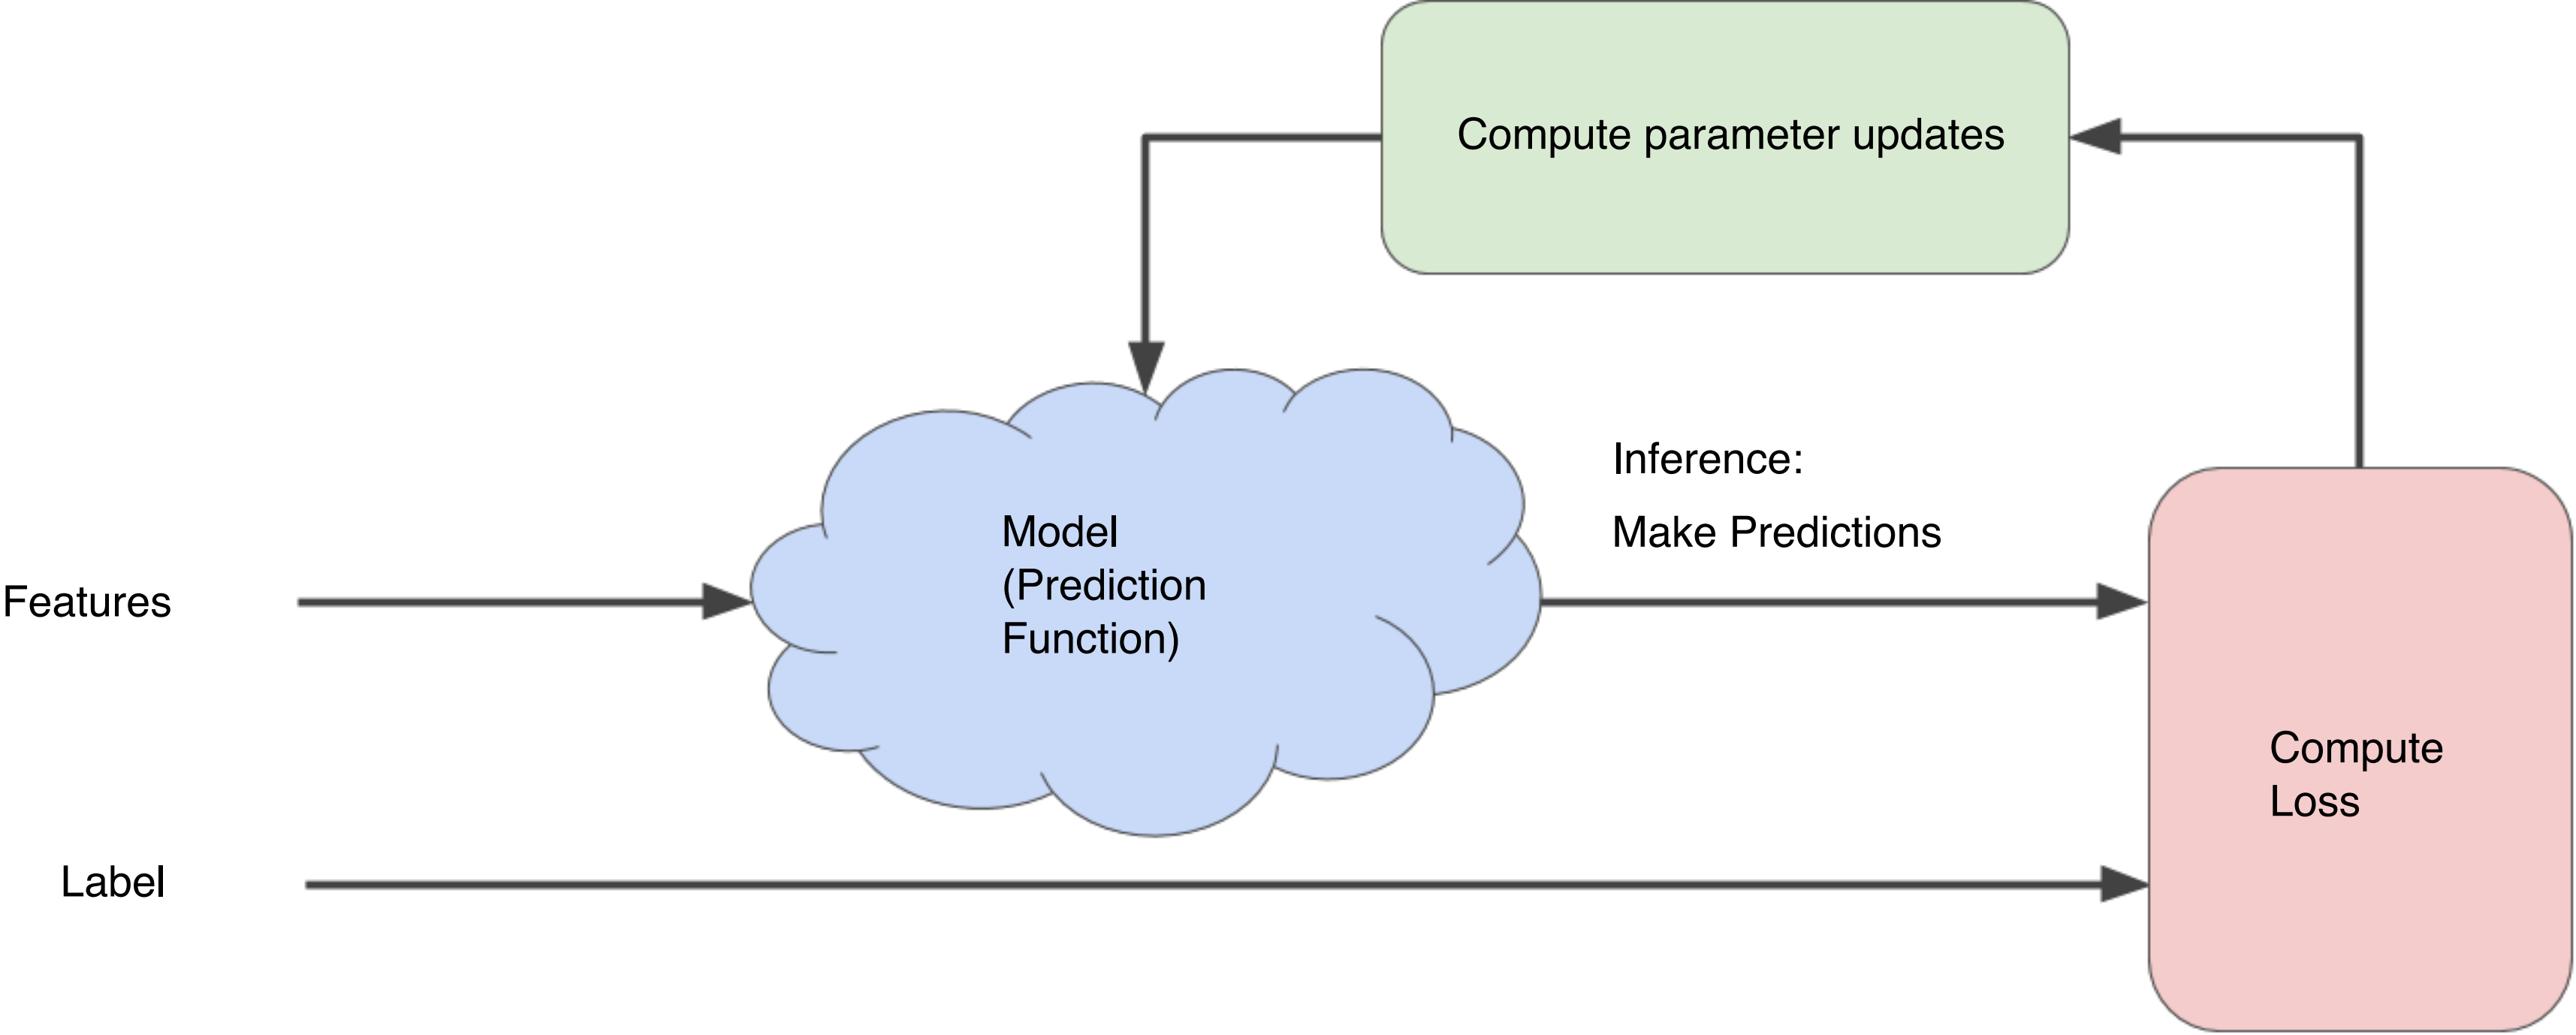 Compute parameter updates
Inference:
Make Predictions
Model
(Prediction
Function)
Features
Compute
Loss
Label